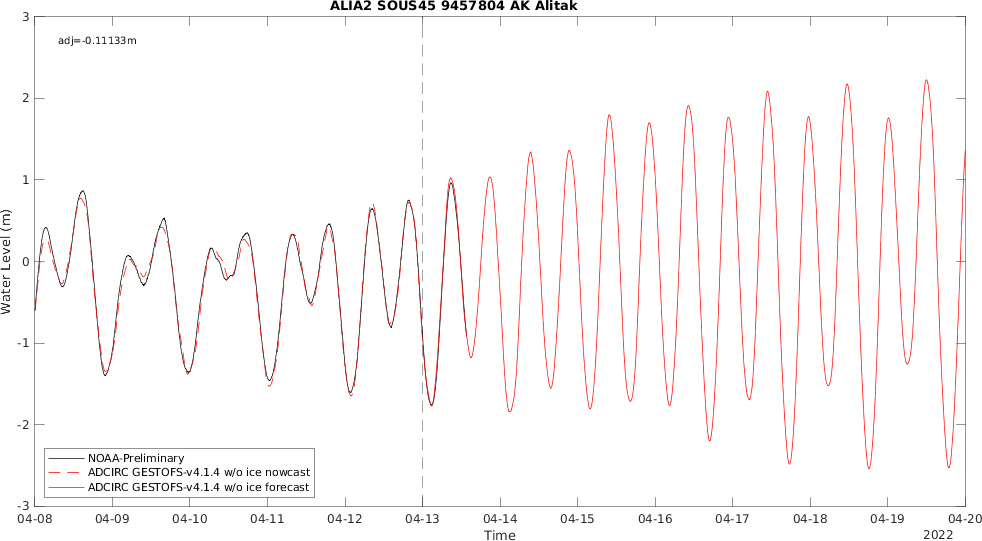 ALIA2 SOUS45 9457804 AK Alitak
adj=-0.11133m
3
2
1
0
-1
-2
-3
Water Level (m)
NOAA-Preliminary
ADCIRC GESTOFS-v4.1.4 w/o ice nowcast
ADCIRC GESTOFS-v4.1.4 w/o ice forecast
04-08 04-09 04-10 04-11 04-12 04-13 04-14 04-15 04-16 04-17 04-18 04-19 04-20
Time
2022